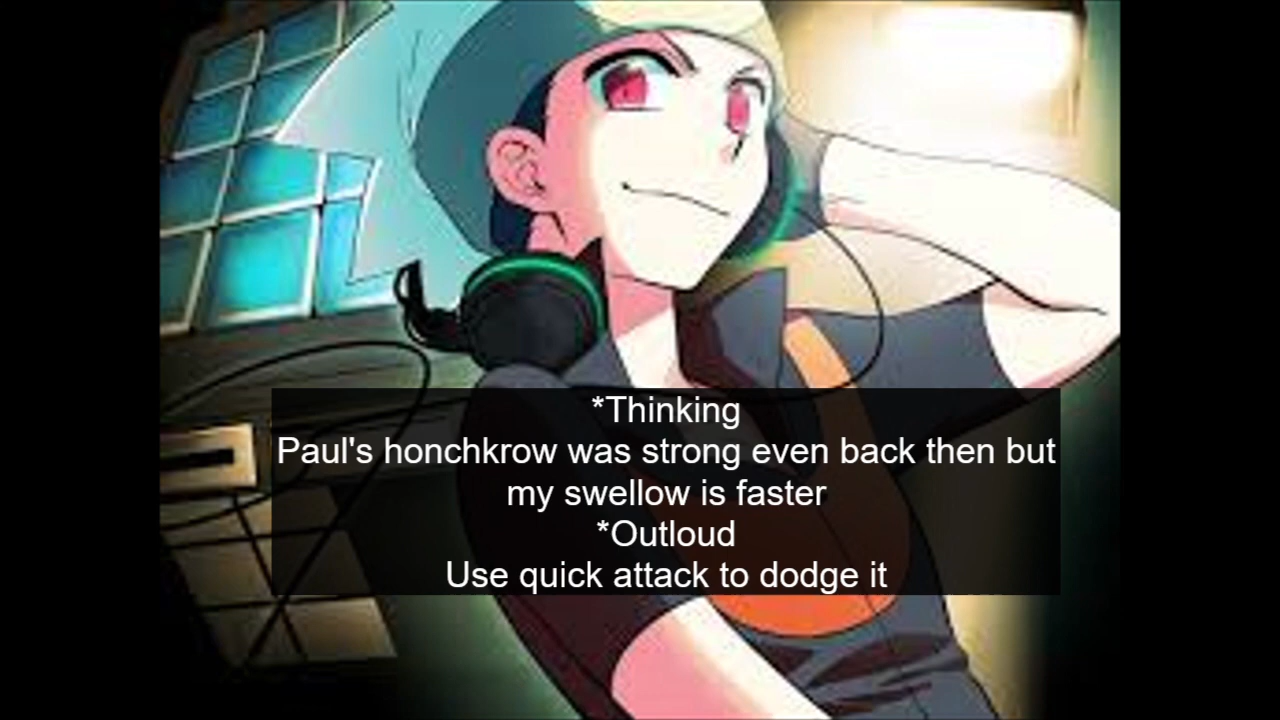 *Thinking
Paul's honchkrow was strong even back then but
my swellow is faster
*Outloud
Use quick attack to dodge it